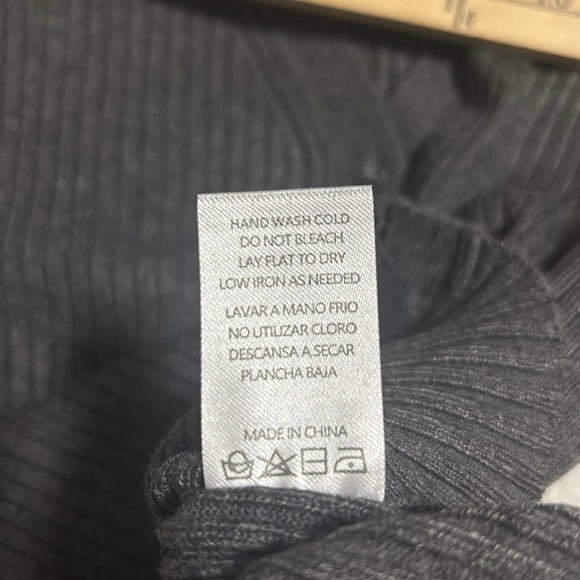 HAND WASH COLD
DO NOT BLEACH
LAY FLAT TO DRY
LOW IRON AS NEEDED
LAVAR A MANO FRIO
NO UTILIZAR CLORO
DESCANSA A SECAR
PLANCHA BAJA
MADE IN CHINA